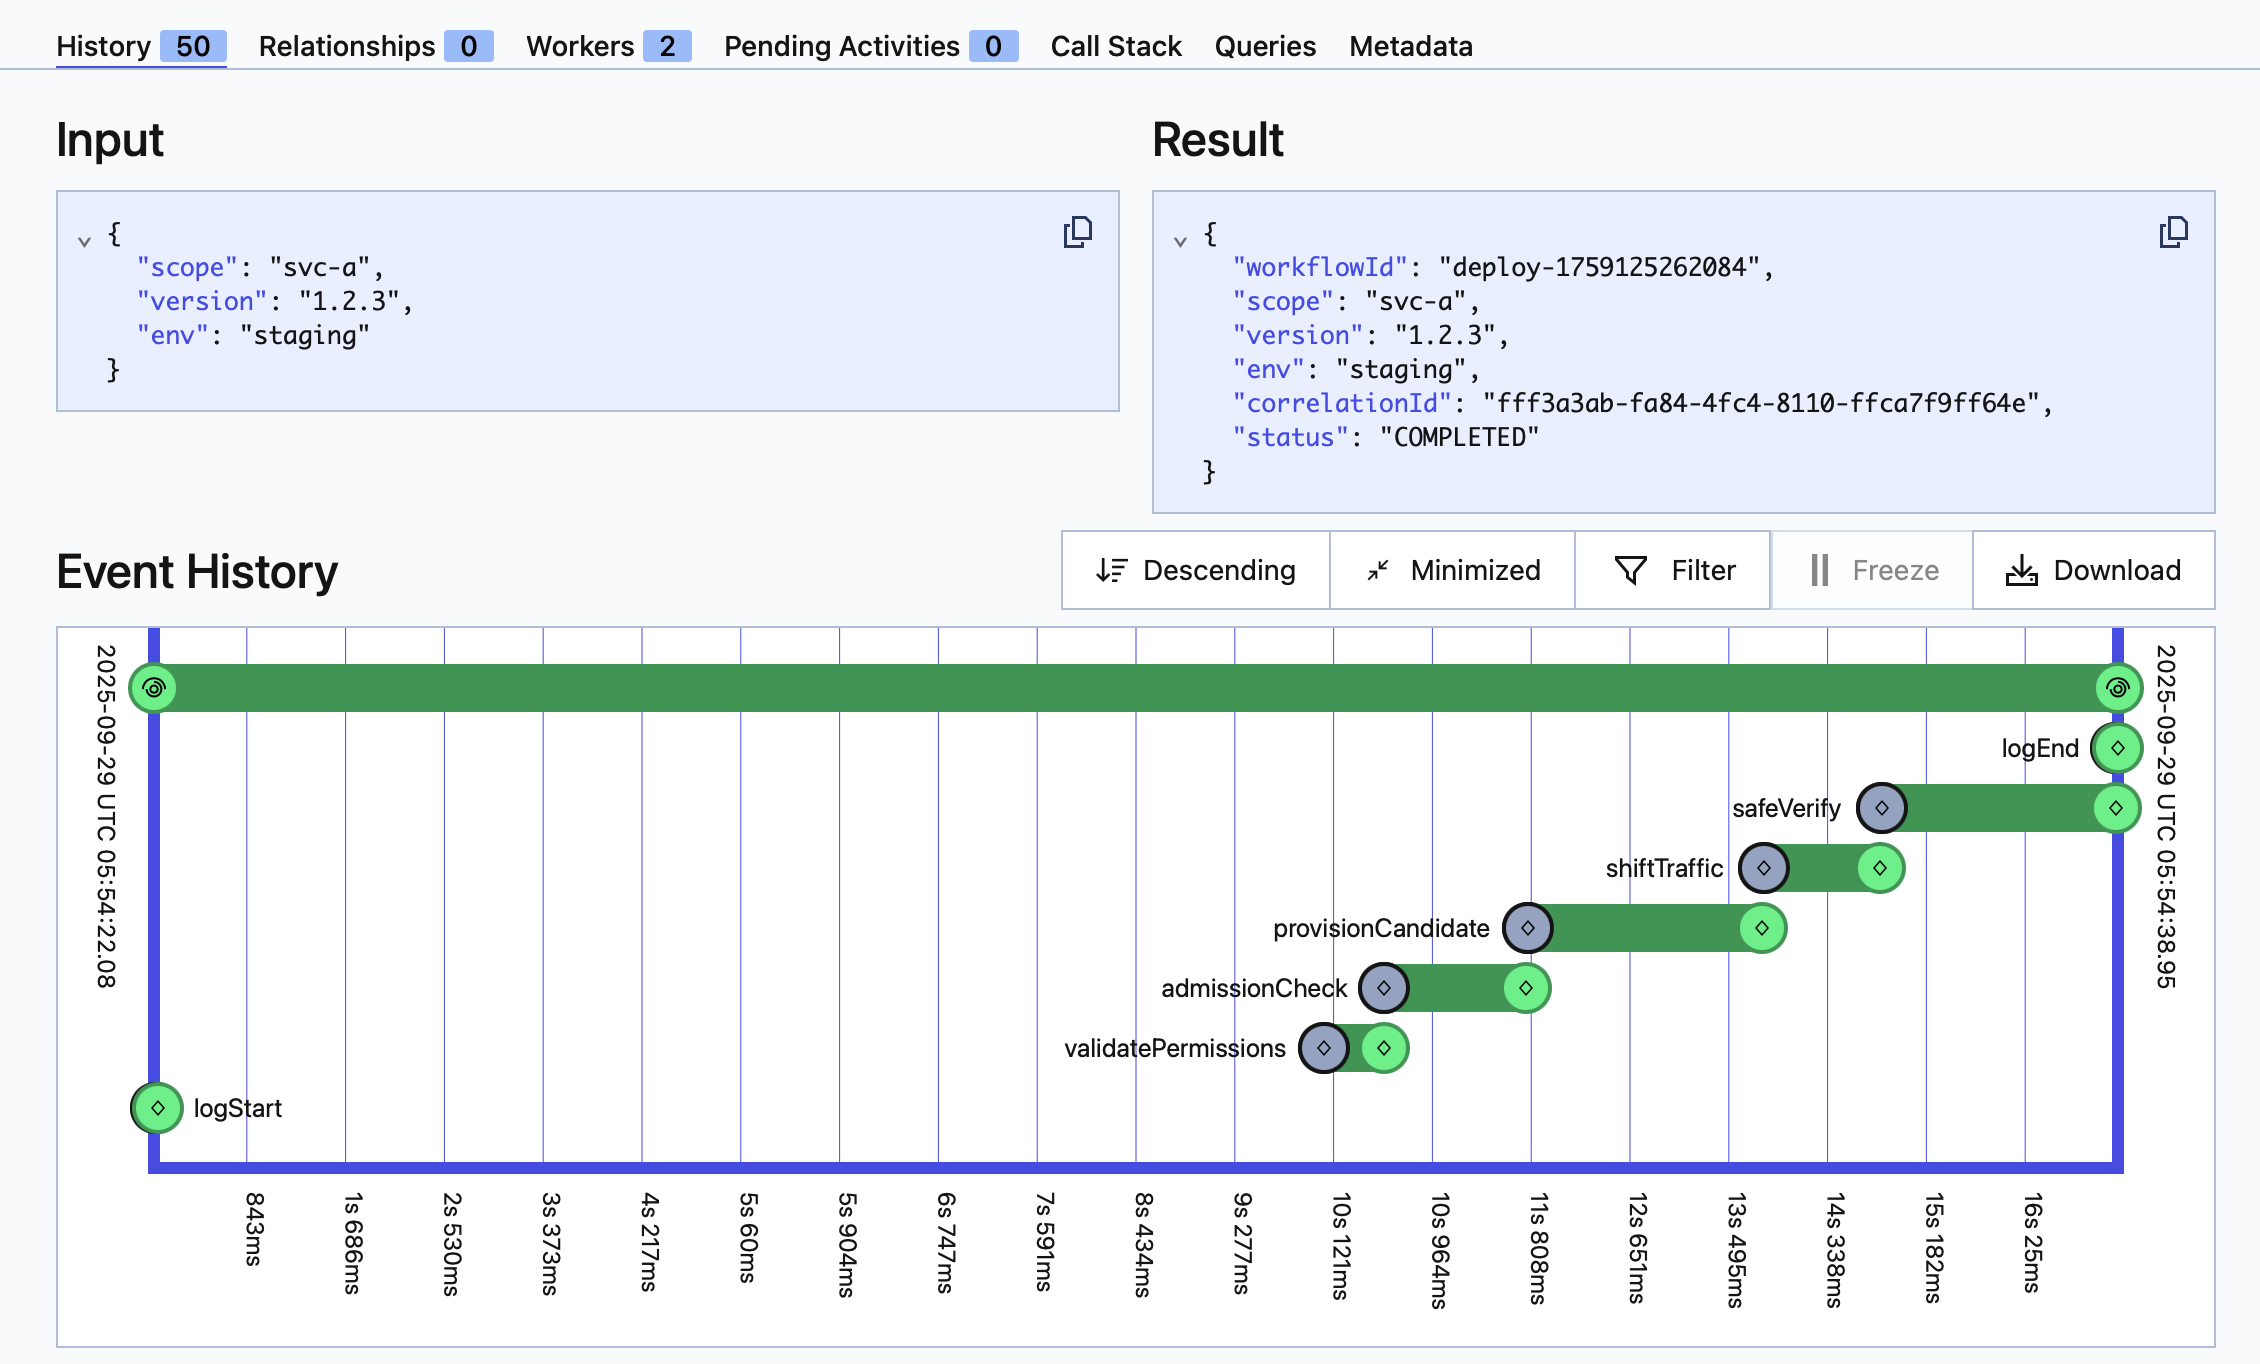 History 50 Relationships 0 Workers 2 Pending Activities 0 Call Stack Queries Metadata
Input
{
"scope": "svc-a",
"version": "1.2.3",
"env": "staging"
}
Result
{
"workflowId": "deploy-1759125262084",
"scope": "svc-a",
"version": "1.2.3",
"env": "staging",
"correlationId": "fff3a3ab-fa84-4fc4-8110-ffca7f9ff64e",
"status": "COMPLETED"
}
Event History
Descending Minimized Filter Freeze Download
2025-09-29 UTC 05:54:22.08
2025-09-29 UTC 05:54:38.95
logEnd
safeVerify
shiftTraffic
provisionCandidate
admissionCheck
validatePermissions
logStart
843ms
1s 686ms
2s 530ms
3s 373ms
4s 217ms
5s 60ms
5s 904ms
6s 747ms
7s 591ms
8s 434ms
9s 277ms
10s 121ms
10s 964ms
11s 808ms
12s 651ms
13s 495ms
14s 338ms
15s 182ms
16s 25ms